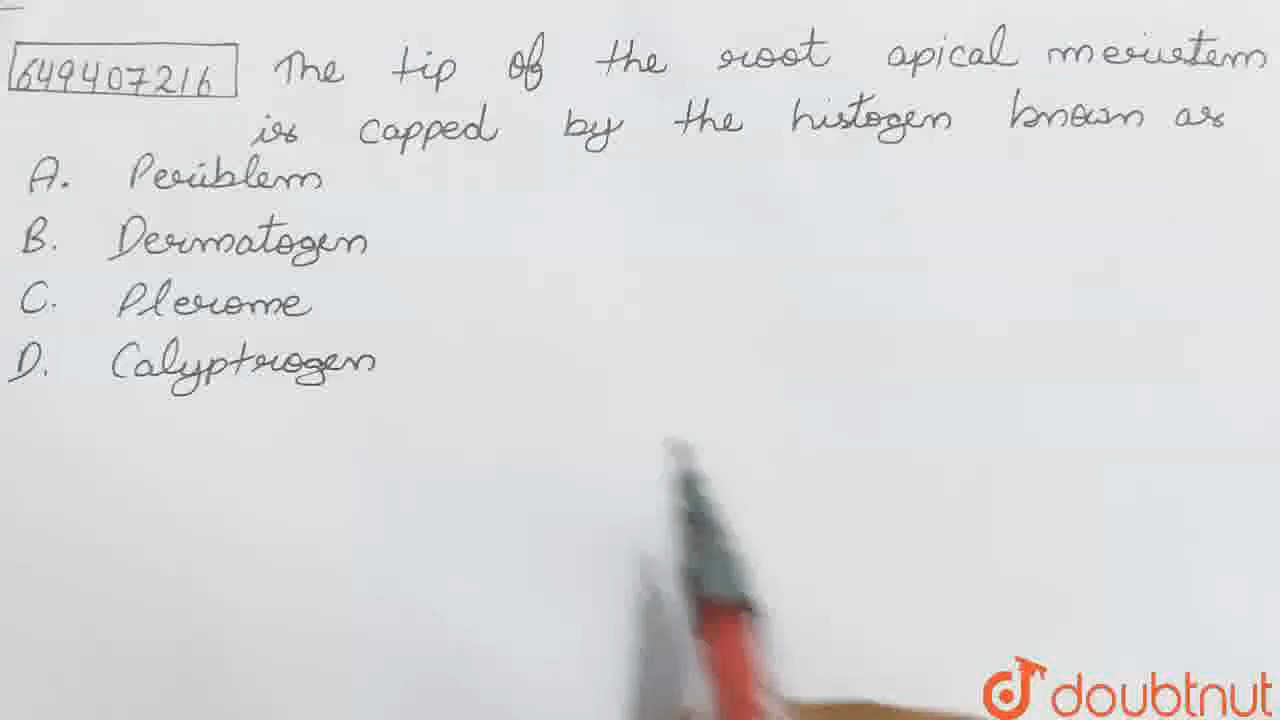 649407216 The tip of the root apical meristem
is capped by the histogen known as
A. Periblem
B. Dermatogen
C. Plerome
D. Calyptrogen
doubtnut